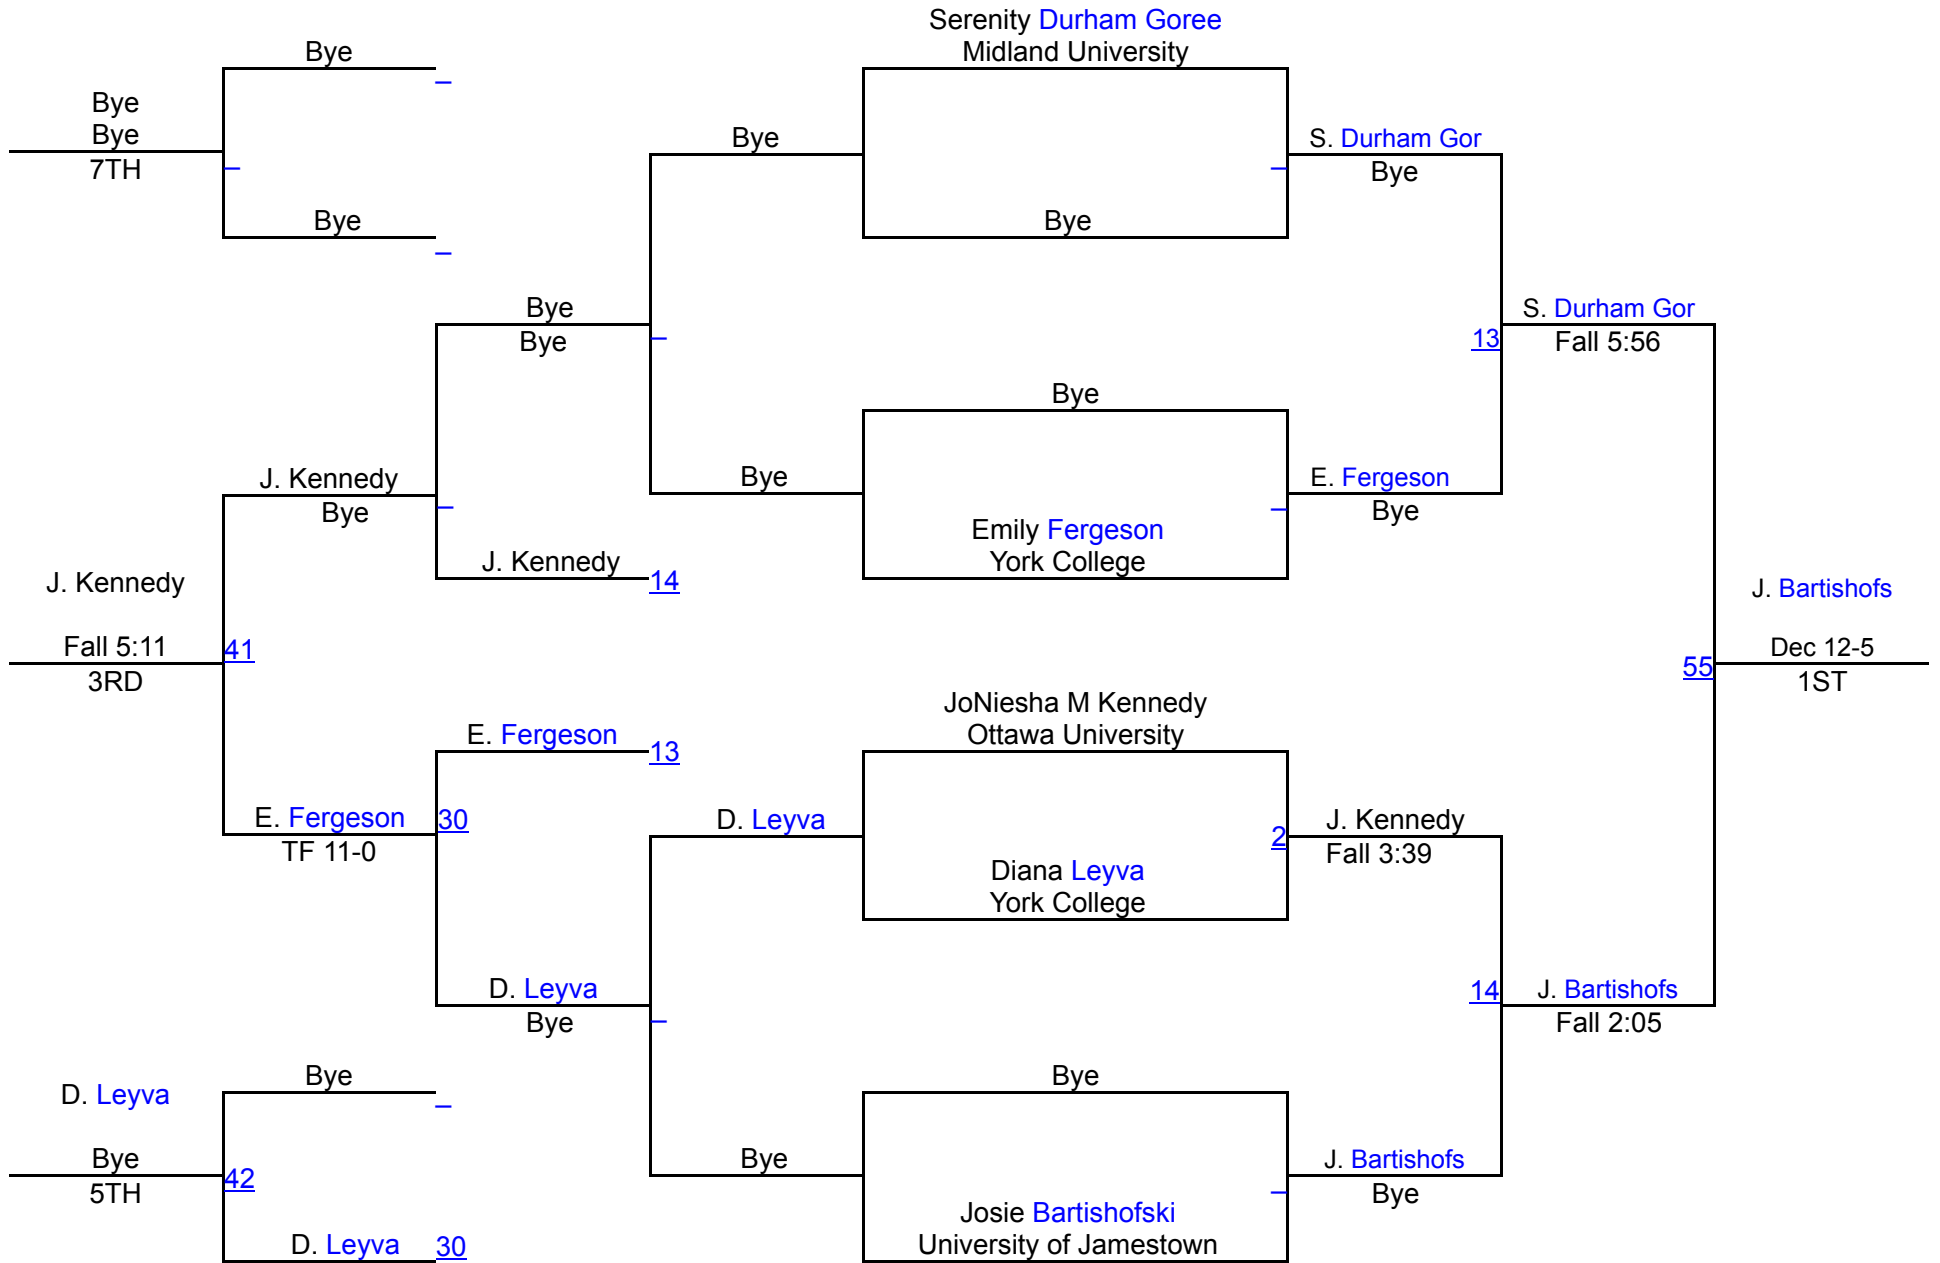 Serenity Durham Goree
Midland University
Bye
Bye
Bye
7TH
Bye
Bye
S. Durham Gor
Bye
Bye
Bye
Bye
S. Durham Gor
13
Fall 5:56
Bye
J. Kennedy
Bye
Bye
E. Fergeson
Bye
Emily Fergeson
York College
J. Kennedy
14
J. Kennedy
Fall 5:11
41
3RD
J. Bartishofs
Dec 12-5
55
1ST
JoNiesha M Kennedy
Ottawa University
E. Fergeson
13
E. Fergeson
30
TF 11-0
D. Leyva
2
J. Kennedy
Fall 3:39
Diana Leyva
York College
D. Leyva
Bye
14
J. Bartishofs
Fall 2:05
Bye
Bye
D. Leyva
Bye
42
5TH
Bye
J. Bartishofs
Bye
D. Leyva
30
Josie Bartishofski
University of Jamestown